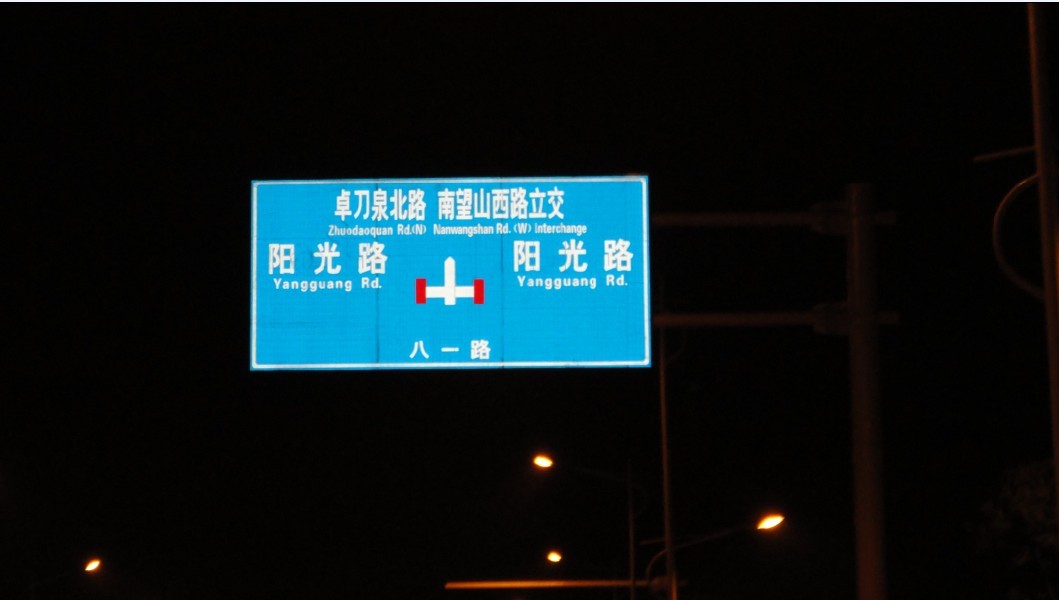 卓刀泉北路 南望山西路立交
Zhuodaoquan Rd.(N) Nanwangshan Rd. (W) interchange
阳光路 阳光路
Yangguang Rd. Yangguang Rd.
八一路